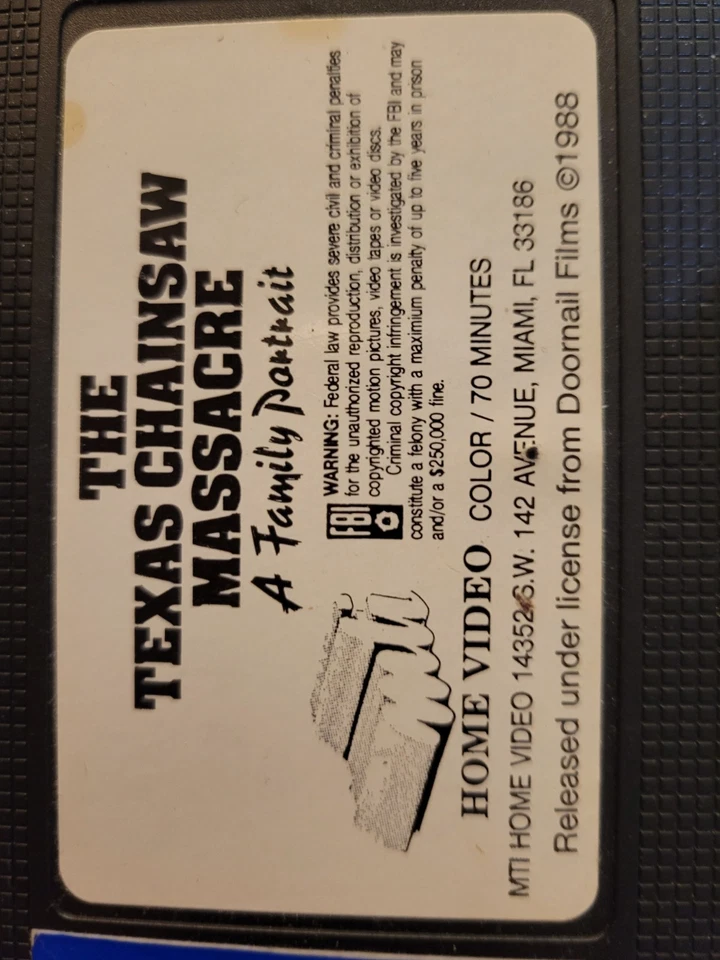 THE
TEXAS CHAINSAW
MASSACRE
A Family Portrait
FBI
WARNING: Federal law provides severe civil and criminal penalties
for the unauthorized reproduction, distribution or exhibition of
copyrighted motion pictures, video tapes or video discs.
Criminal copyright infringement is investigated by the FBI and may
constitute a felony with a maximium penalty of up to five years in prison
and/or a $250,000 fine.
mti
HOME VIDEO COLOR / 70 MINUTES
MTI HOME VIDEO 14352 S.W. 142 AVENUE, MIAMI, FL 33186
Released under license from Doornail Films ©1988